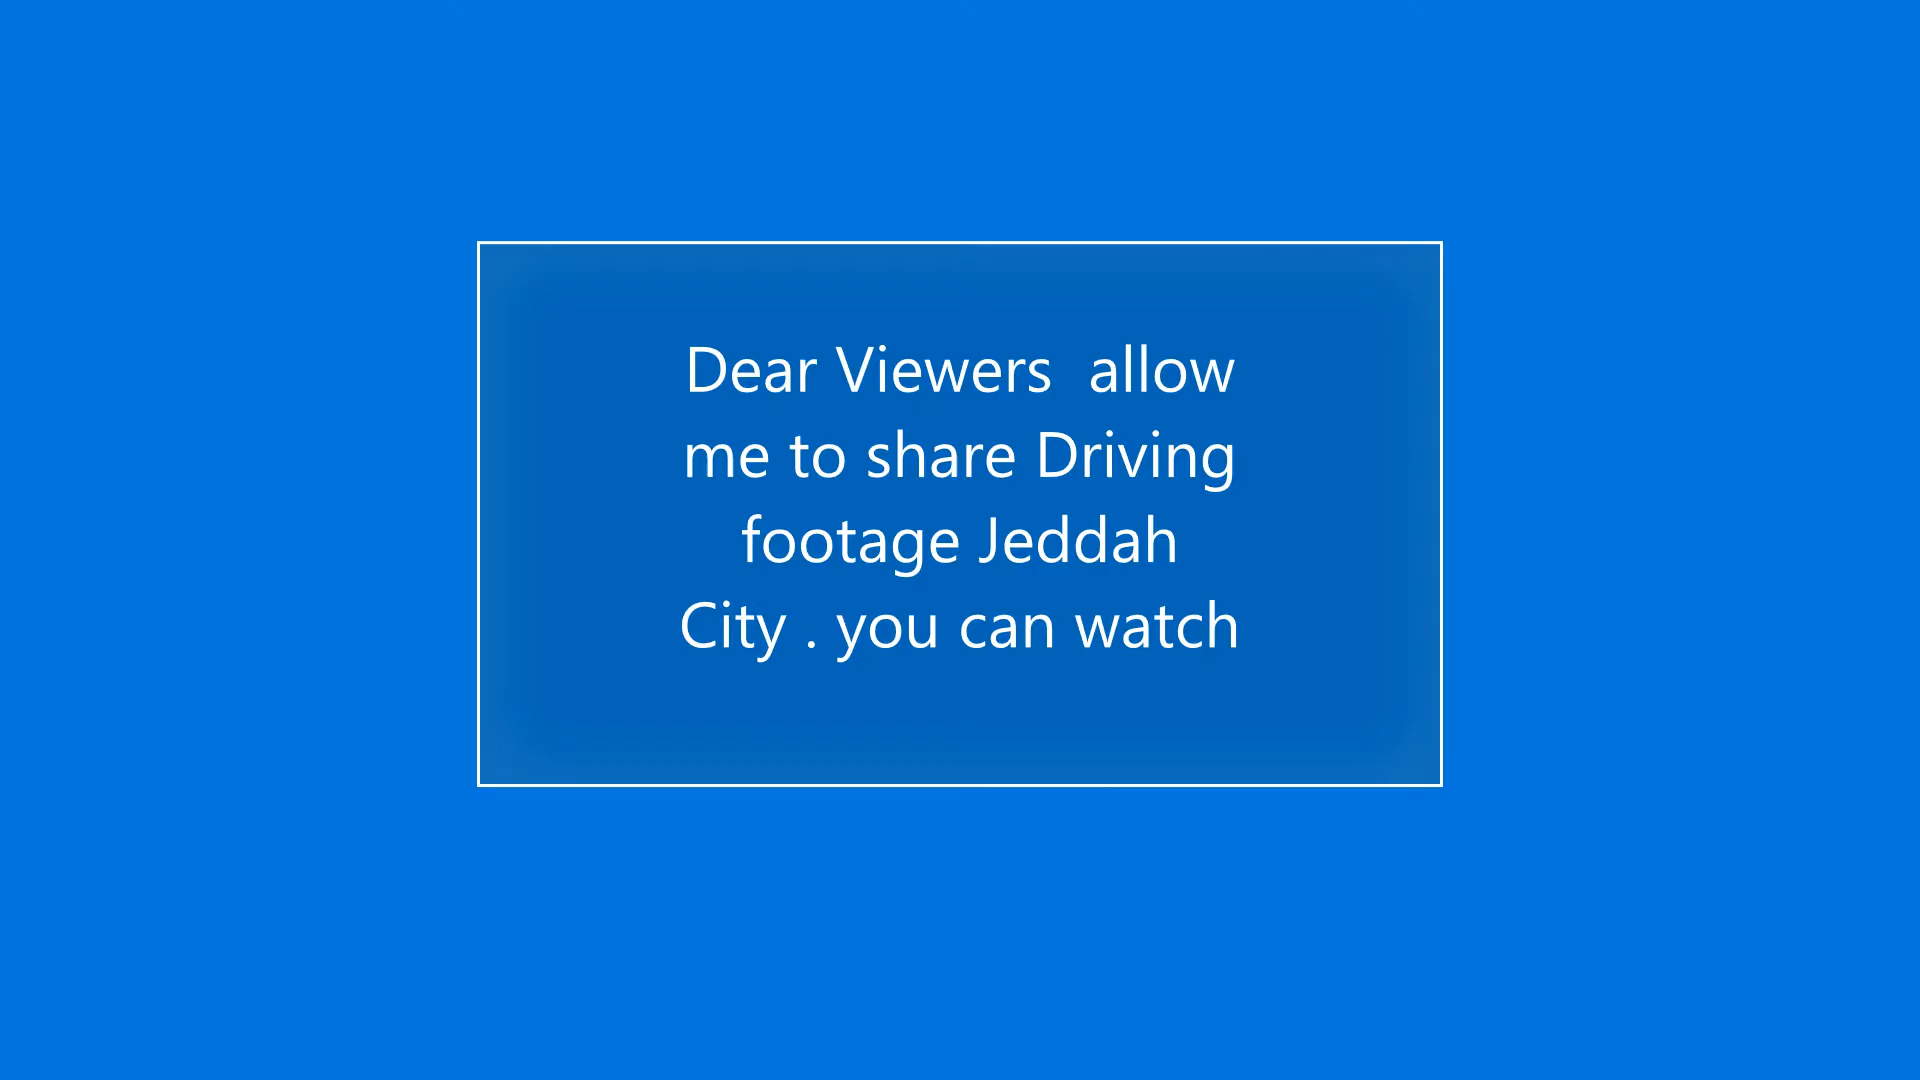 Dear Viewers  allow
me to share Driving
footage Jeddah
City . you can watch